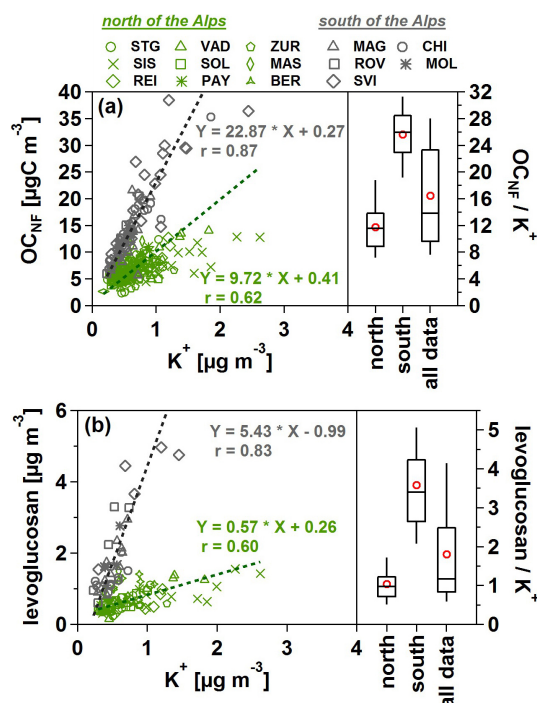 north of the Alps south of the Alps
STG VAD ZUR MAG CHI
SIS SOL MAS ROV MOL
REI PAY BER SVI
(a)
40
35
30
25
20
15
10
5
0
OC_NF [µgC m⁻³]
Y = 22.87 * X + 0.27
r = 0.87
Y = 9.72 * X + 0.41
r = 0.62
0 1 2 3 4
K⁺ [µg m⁻³]
32
28
24
20
16
12
8
4
0
OC_NF / K⁺
north
south
all data
(b)
6
4
2
0
levoglucosan [µg m⁻³]
Y = 5.43 * X - 0.99
r = 0.83
Y = 0.57 * X + 0.26
r = 0.60
0 1 2 3
K⁺ [µg m⁻³]
5
4
3
2
1
0
levoglucosan / K⁺
north
south
all data